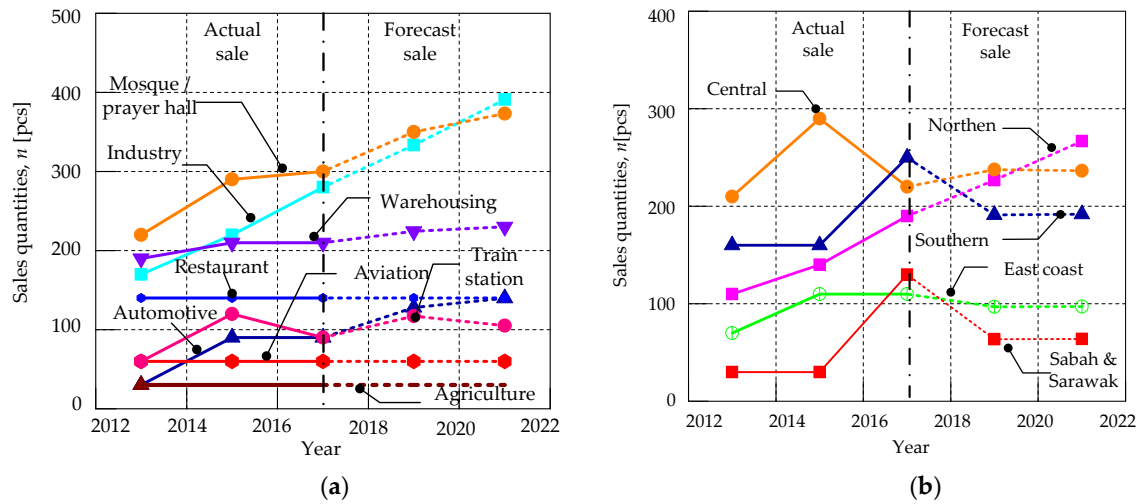 500
400
300
200
100
0
Sales quantities, n [pcs]
Actual
sale
Forecast
sale
Mosque /
prayer hall
Industry
Warehousing
Restaurant
Aviation
Train
station
Automotive
Agriculture
2012
2014
2016
2018
2020
2022
Year
(a)
400
300
200
100
0
Sales quantities, n [pcs]
Actual
sale
Forecast
sale
Central
Northen
Southern
East coast
Sabah &
Sarawak
2012
2014
2016
2018
2020
2022
Year
(b)